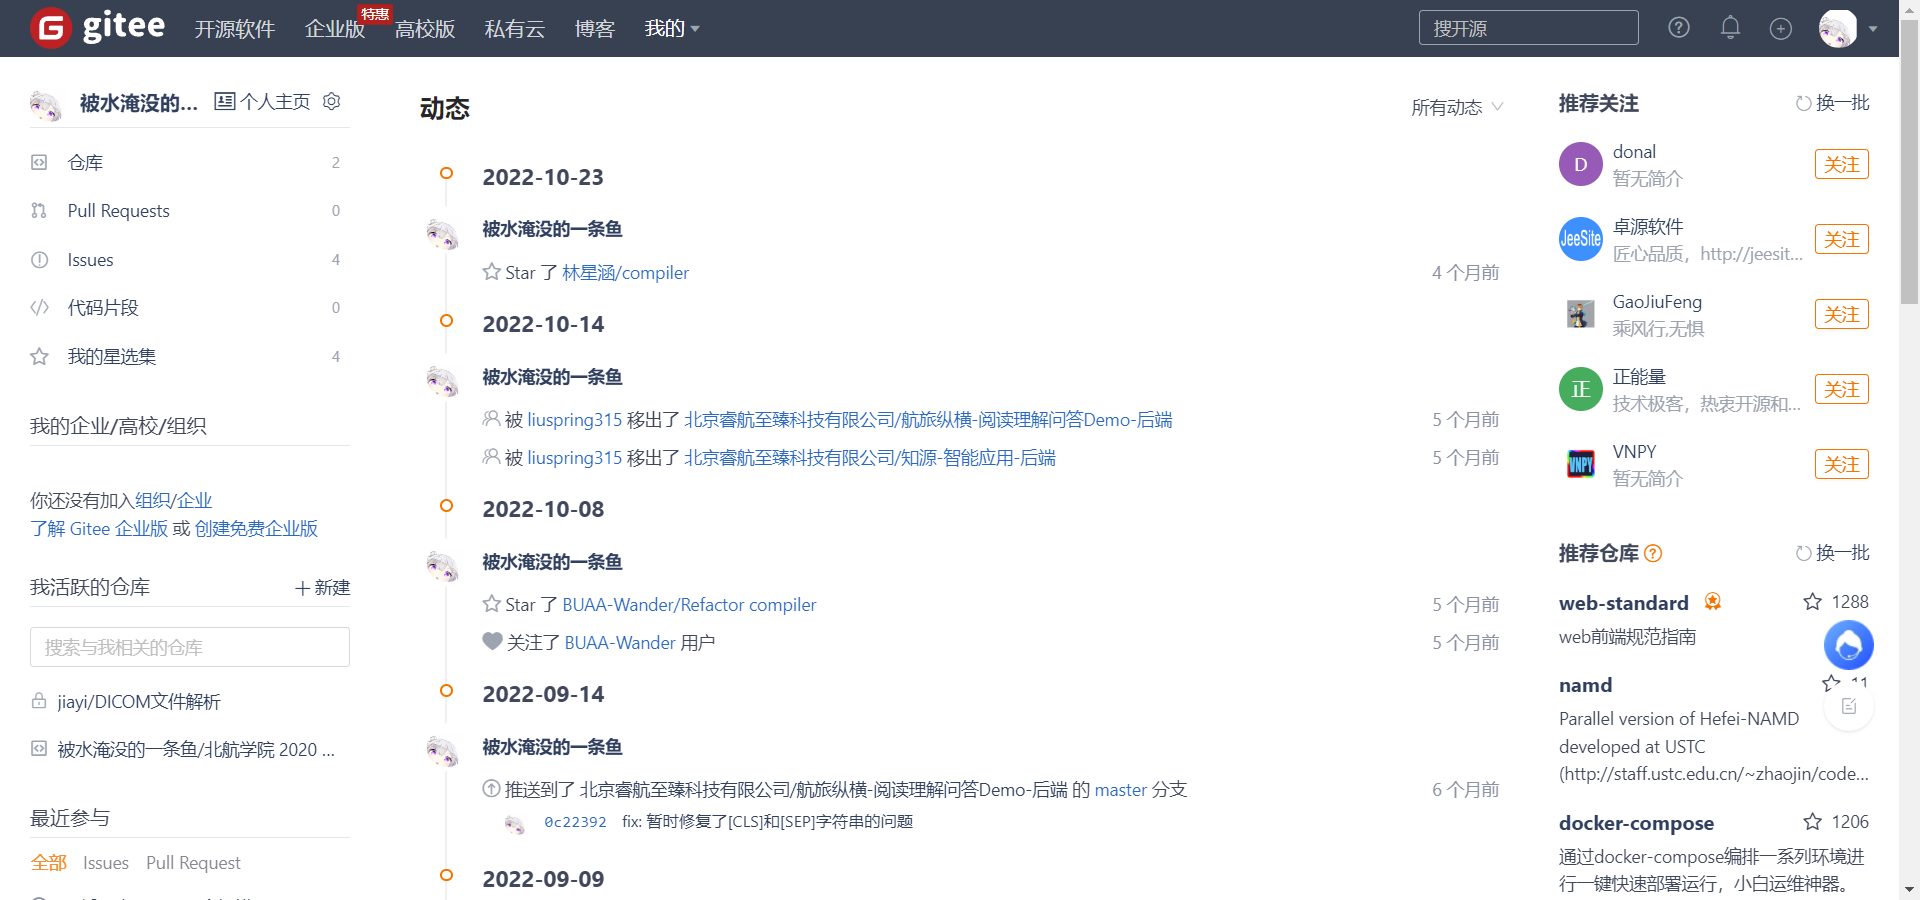 gitee 开源软件 企业版 特惠 高校版 私有云 博客 我的 搜开源
被水淹没的... 个人主页
仓库 2
Pull Requests 0
Issues 4
代码片段 0
我的星选集 4
我的企业/高校/组织
你还没有加入组织/企业
了解 Gitee 企业版 或 创建免费企业版
我活跃的仓库 新建
搜索与我相关的仓库
jiayi/DICOM文件解析
被水淹没的一条鱼/北航学院 2020 ...
最近参与
全部 Issues Pull Request
动态 所有动态
2022-10-23
被水淹没的一条鱼
Star 了 林星涵/compiler 4 个月前
2022-10-14
被水淹没的一条鱼
被 liuspring315 移出了 北京睿航至臻科技有限公司/航旅纵横-阅读理解问答Demo-后端 5 个月前
被 liuspring315 移出了 北京睿航至臻科技有限公司/知源-智能应用-后端 5 个月前
2022-10-08
被水淹没的一条鱼
Star 了 BUAA-Wander/Refactor compiler 5 个月前
关注了 BUAA-Wander 用户 5 个月前
2022-09-14
被水淹没的一条鱼
推送到了 北京睿航至臻科技有限公司/航旅纵横-阅读理解问答Demo-后端 的 master 分支 6 个月前
0c22392 fix: 暂时修复了[CLS]和[SEP]字符串的问题
2022-09-09
推荐关注 换一批
D donal 关注
暂无简介
JeeSite 卓源软件 关注
匠心品质，http://jeesit...
GaoJiuFeng 关注
乘风行,无惧
正 正能量 关注
技术极客，热衷开源和...
VNPY VNPY 关注
暂无简介
推荐仓库 换一批
web-standard 1288
web前端规范指南
namd 11
Parallel version of Hefei-NAMD
developed at USTC
(http://staff.ustc.edu.cn/~zhaojin/code...
docker-compose 1206
通过docker-compose编排一系列环境进
行一键快速部署运行，小白运维神器。